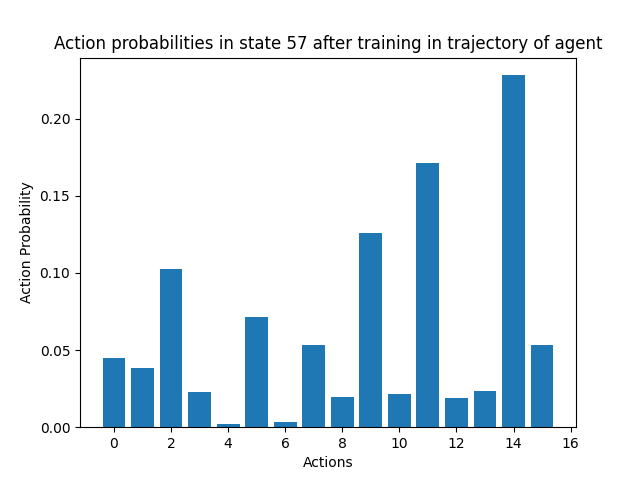 Action probabilities in state 57 after training in trajectory of agent
0.20
0.15
0.10
0.05
0.00
Action Probability
0 2 4 6 8 10 12 14 16
Actions